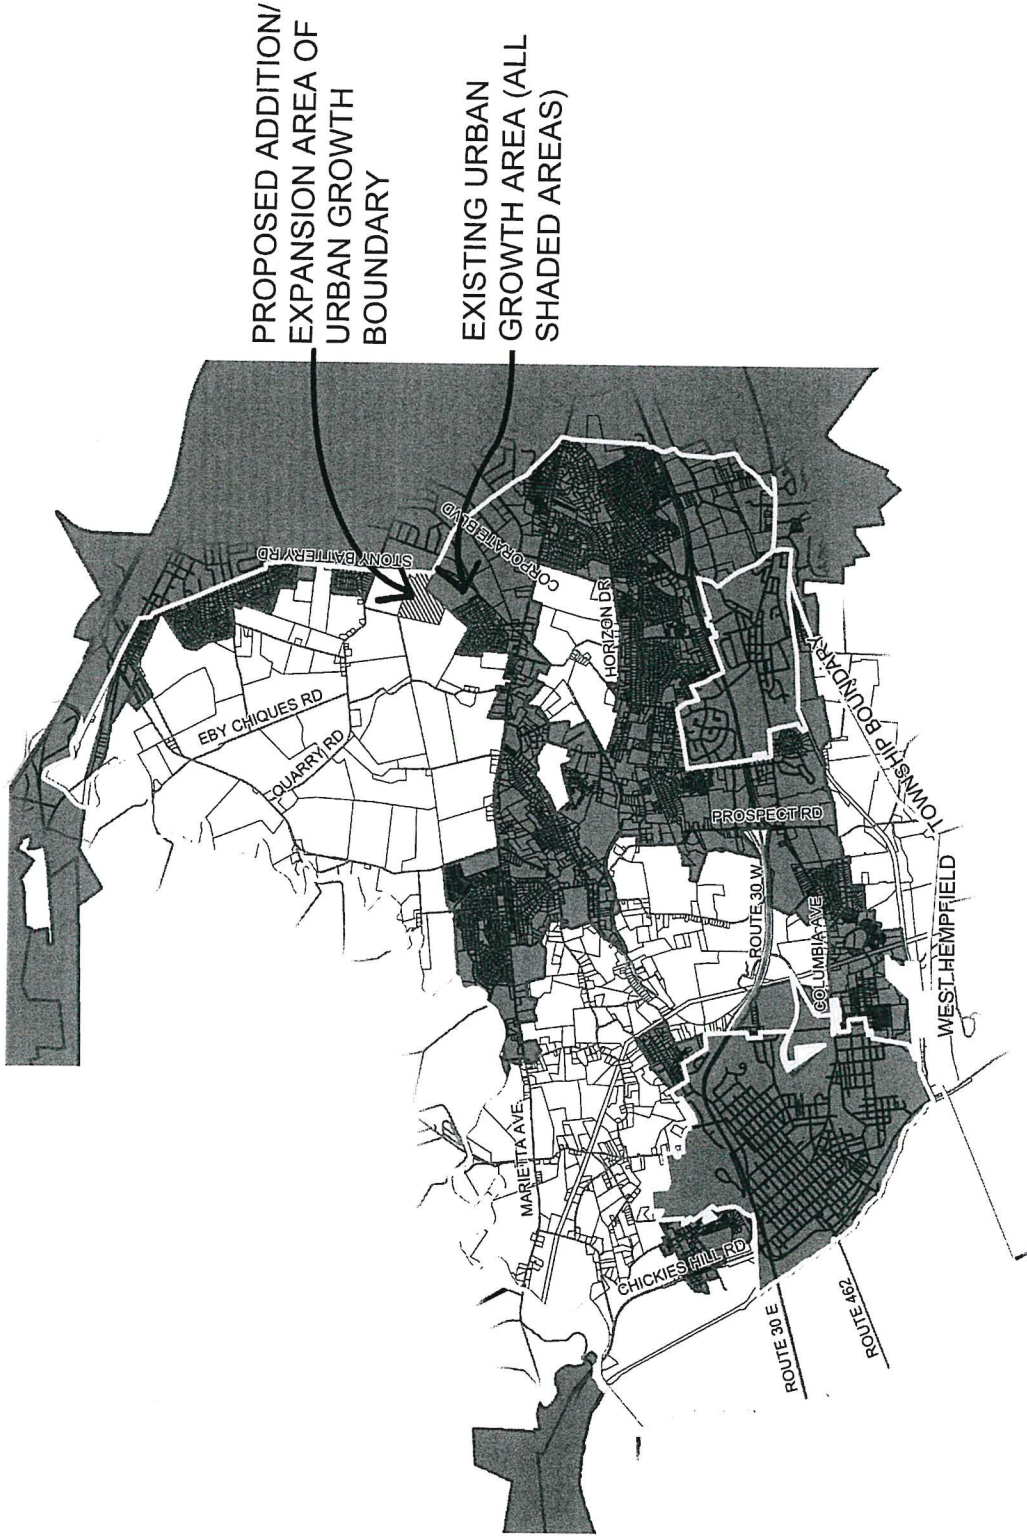 PROPOSED ADDITION/
EXPANSION AREA OF
URBAN GROWTH
BOUNDARY
EXISTING URBAN
GROWTH AREA (ALL
SHADED AREAS)
STONY BATTERY RD
CORPORATE BLVD
HORIZON DR
EBY CHIQUES RD
QUARRY RD
PROSPECT RD
TOWNSHIP BOUNDARY
ROUTE 30 W
COLUMBIA AVE
WEST HEMPFIELD
MARIETTA AVE
CHICKIES HILL RD
ROUTE 30 E
ROUTE 462